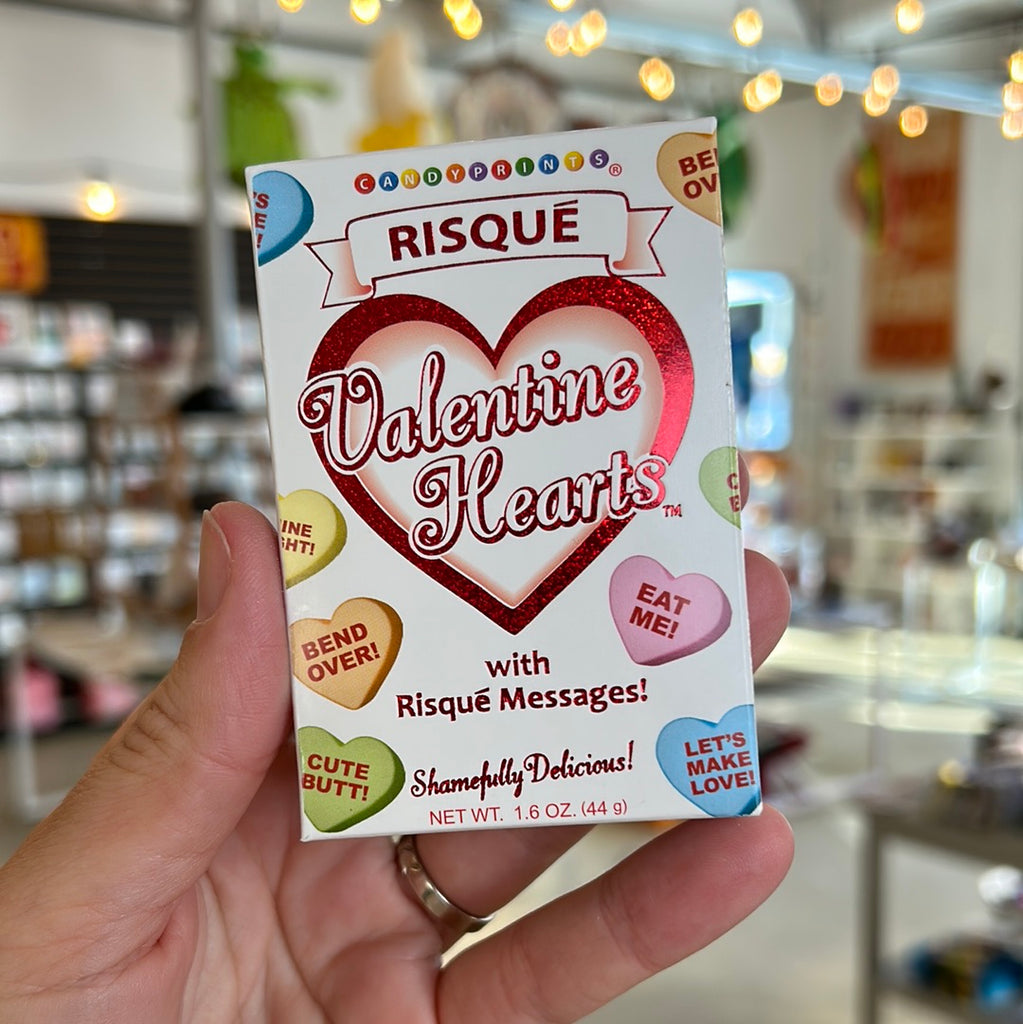 CANDYPRINTS®
RISQUÉ
Valentine
Hearts™
with
Risqué Messages!
Shamefully Delicious!
NET WT. 1.6 OZ. (44 g)
BEND
OVER!
EAT
ME!
CUTE
BUTT!
LET'S
MAKE
LOVE!